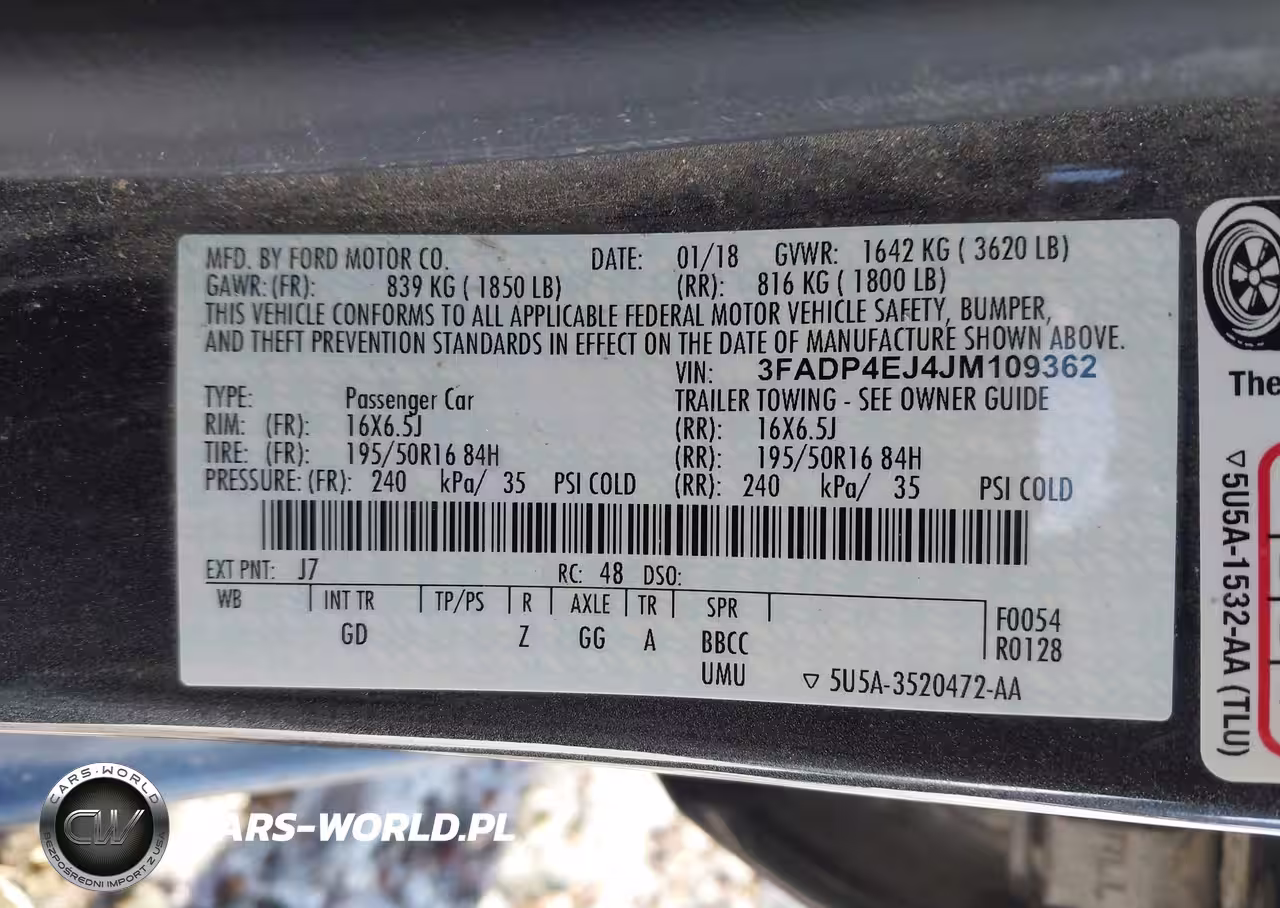 MFD. BY FORD MOTOR CO. DATE: 01/18 GVWR: 1642 KG ( 3620 LB)
GAWR: (FR): 839 KG ( 1850 LB) (RR): 816 KG ( 1800 LB)
THIS VEHICLE CONFORMS TO ALL APPLICABLE FEDERAL MOTOR VEHICLE SAFETY, BUMPER,
AND THEFT PREVENTION STANDARDS IN EFFECT ON THE DATE OF MANUFACTURE SHOWN ABOVE.
VIN: 3FADP4EJ4JM109362
TYPE: Passenger Car TRAILER TOWING - SEE OWNER GUIDE
RIM: (FR): 16X6.5J (RR): 16X6.5J
TIRE: (FR): 195/50R16 84H (RR): 195/50R16 84H
PRESSURE: (FR): 240 kPa/ 35 PSI COLD (RR): 240 kPa/ 35 PSI COLD
EXT PNT: J7 RC: 48 DSO:
WB INT TR TP/PS R AXLE TR SPR F0054
GD Z GG A BBCC R0128
UMU ▽ 5U5A-3520472-AA
The
▽ 5U5A-1532-AA (TLU)
CARS-WORLD
CW
BEZPOŚREDNI IMPORT Z USA
CARS-WORLD.PL